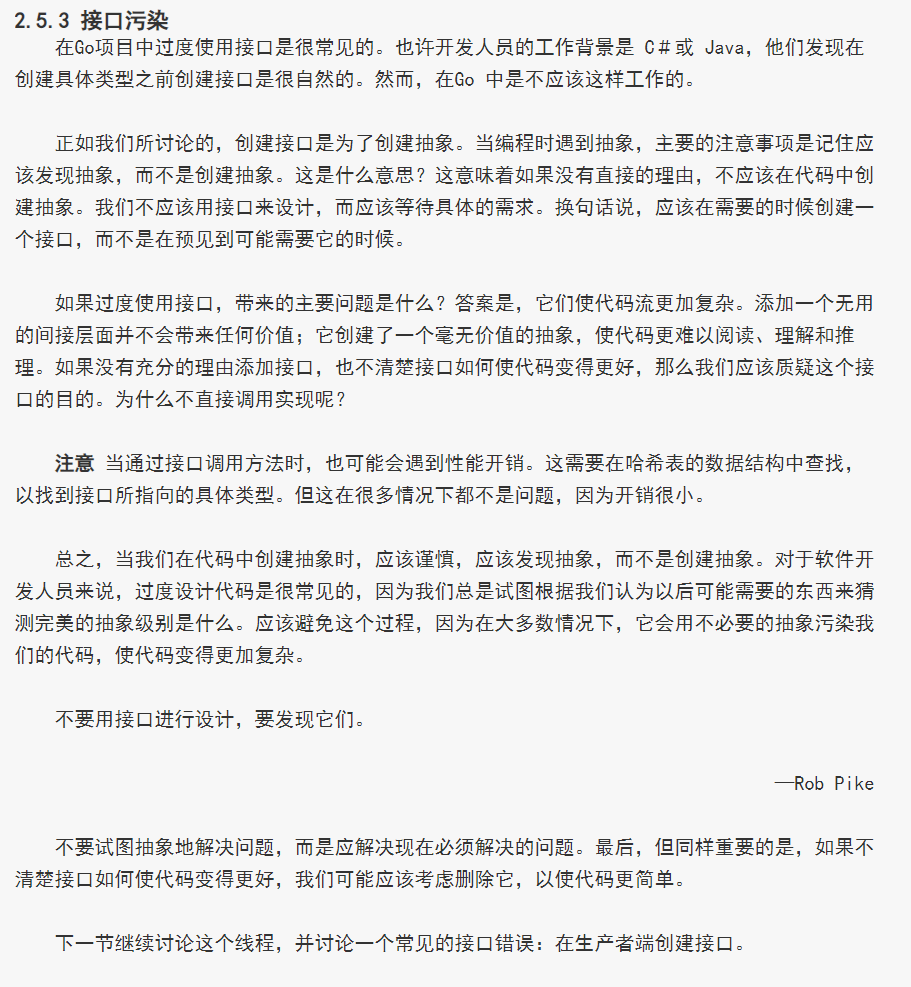 2.5.3 接口污染
在Go项目中过度使用接口是很常见的。也许开发人员的工作背景是 C＃或 Java，他们发现在
创建具体类型之前创建接口是很自然的。然而，在Go 中是不应该这样工作的。
正如我们所讨论的，创建接口是为了创建抽象。当编程时遇到抽象，主要的注意事项是记住应
该发现抽象，而不是创建抽象。这是什么意思？这意味着如果没有直接的理由，不应该在代码中创
建抽象。我们不应该用接口来设计，而应该等待具体的需求。换句话说，应该在需要的时候创建一
个接口，而不是在预见到可能需要它的时候。
如果过度使用接口，带来的主要问题是什么？答案是，它们使代码流更加复杂。添加一个无用
的间接层面并不会带来任何价值；它创建了一个毫无价值的抽象，使代码更难以阅读、理解和推
理。如果没有充分的理由添加接口，也不清楚接口如何使代码变得更好，那么我们应该质疑这个接
口的目的。为什么不直接调用实现呢？
注意 当通过接口调用方法时，也可能会遇到性能开销。这需要在哈希表的数据结构中查找，
以找到接口所指向的具体类型。但这在很多情况下都不是问题，因为开销很小。
总之，当我们在代码中创建抽象时，应该谨慎，应该发现抽象，而不是创建抽象。对于软件开
发人员来说，过度设计代码是很常见的，因为我们总是试图根据我们认为以后可能需要的东西来猜
测完美的抽象级别是什么。应该避免这个过程，因为在大多数情况下，它会用不必要的抽象污染我
们的代码，使代码变得更加复杂。
不要用接口进行设计，要发现它们。
—Rob Pike
不要试图抽象地解决问题，而是应解决现在必须解决的问题。最后，但同样重要的是，如果不
清楚接口如何使代码变得更好，我们可能应该考虑删除它，以使代码更简单。
下一节继续讨论这个线程，并讨论一个常见的接口错误：在生产者端创建接口。